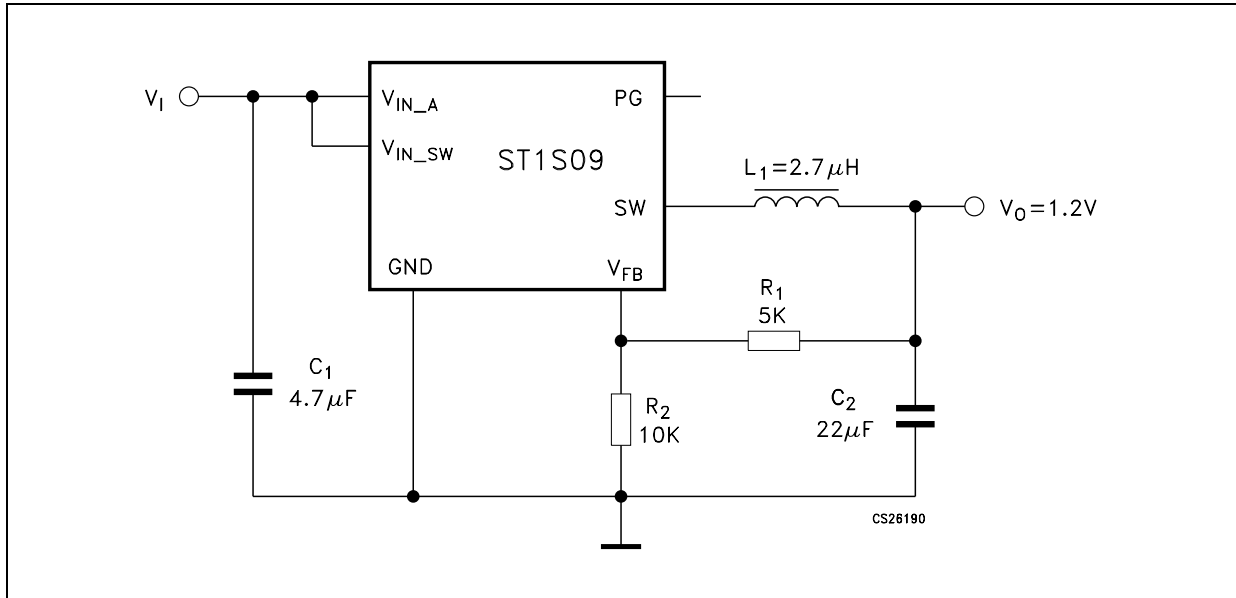 V_I
V_IN_A
V_IN_SW
PG
ST1S09
SW
GND
V_FB
L_1=2.7μH
V_O=1.2V
R_1
5K
C_1
4.7μF
R_2
10K
C_2
22μF
CS26190